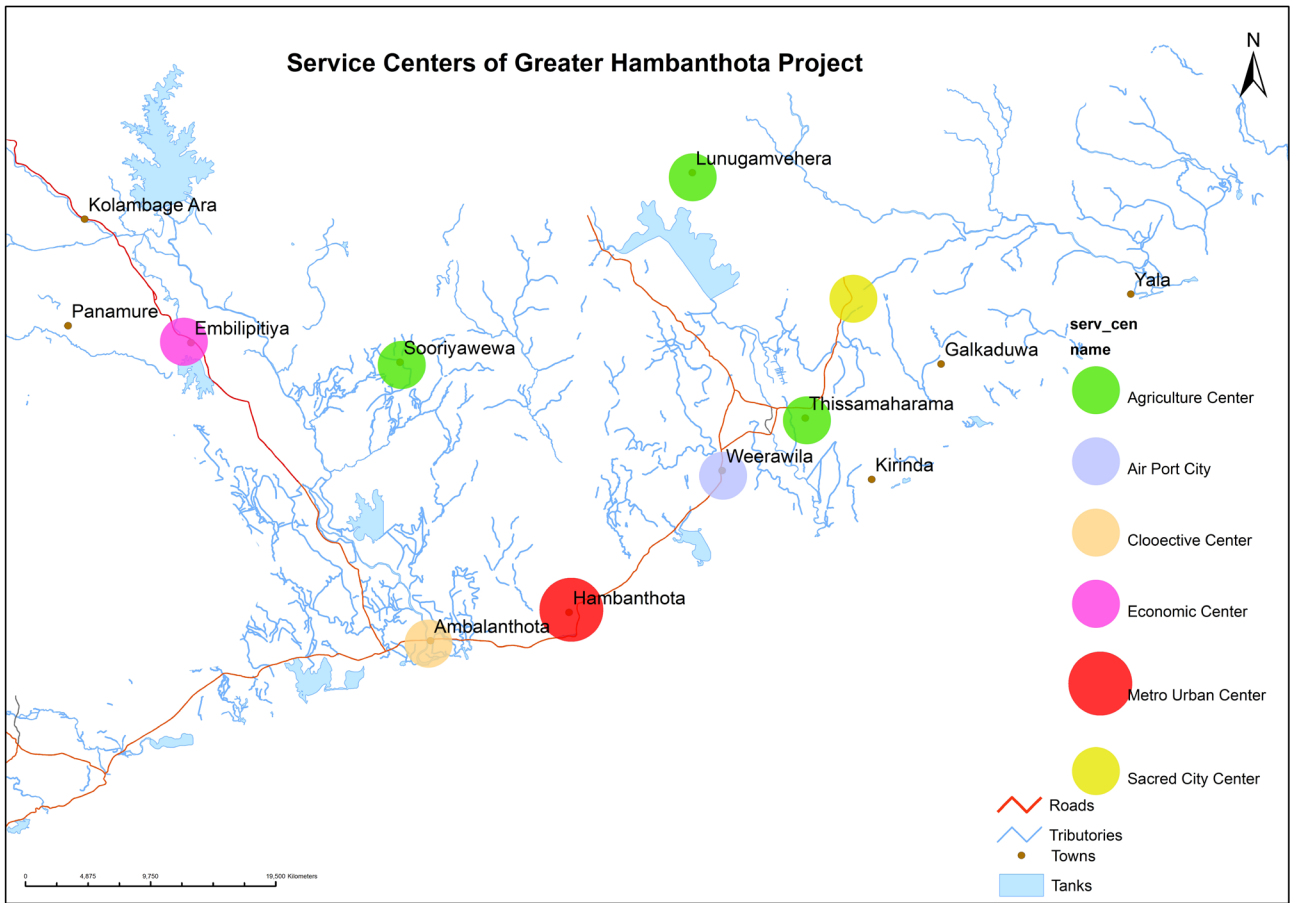 Service Centers of Greater Hambanthota Project
N
Lunugamvehera
Kolambage Ara
Yala
Panamure
Embilipitiya
Sooriyawewa
Galkaduwa
Thissamaharama
Weerawila
Kirinda
Hambanthota
Ambalanthota
serv_cen
name
Agriculture Center
Air Port City
Clooective Center
Economic Center
Metro Urban Center
Sacred City Center
Roads
Tributories
Towns
Tanks
0 4,875 9,750 19,500 Kilometers